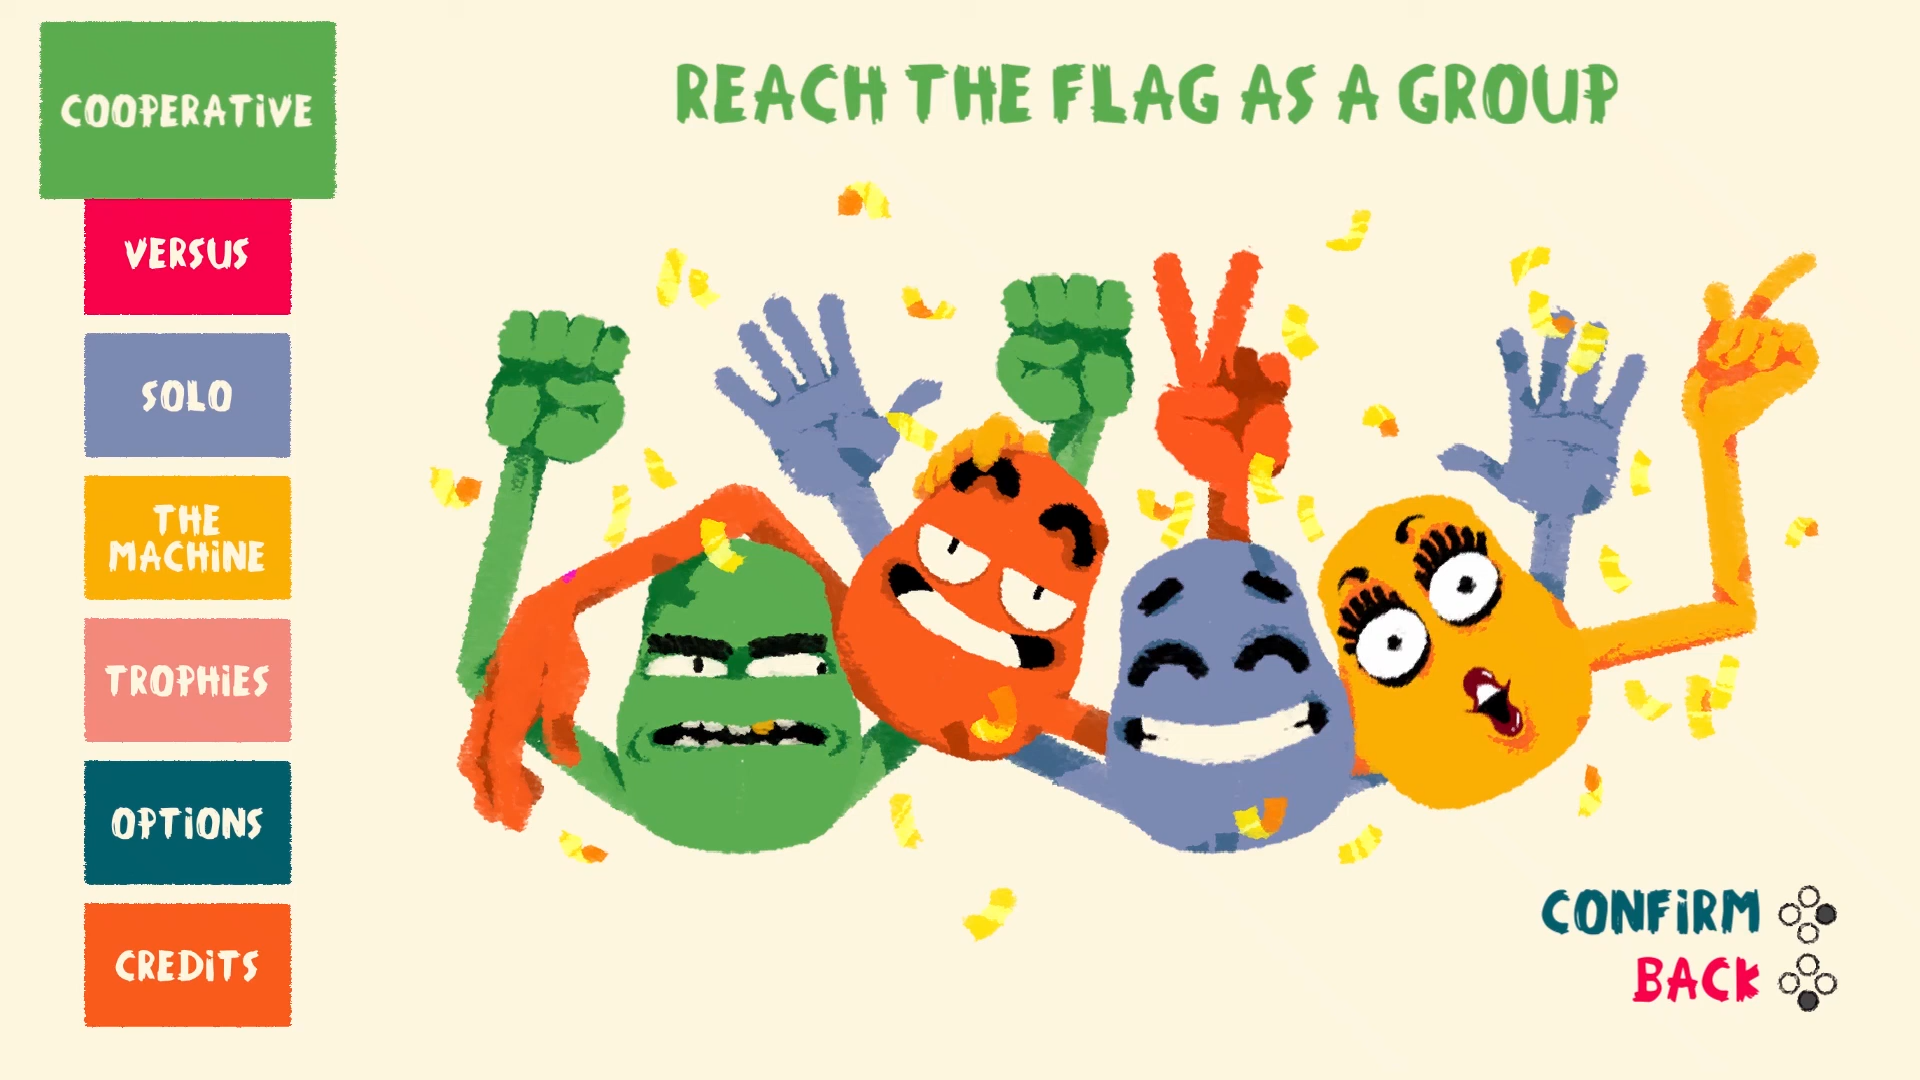 COOPERATiVE
REACH THE FLAG AS A GROUP
VERSUS
SOLO
THE
MACHiNE
TROPHiES
OPTiONS
CREDiTS
CONFiRM
BACK